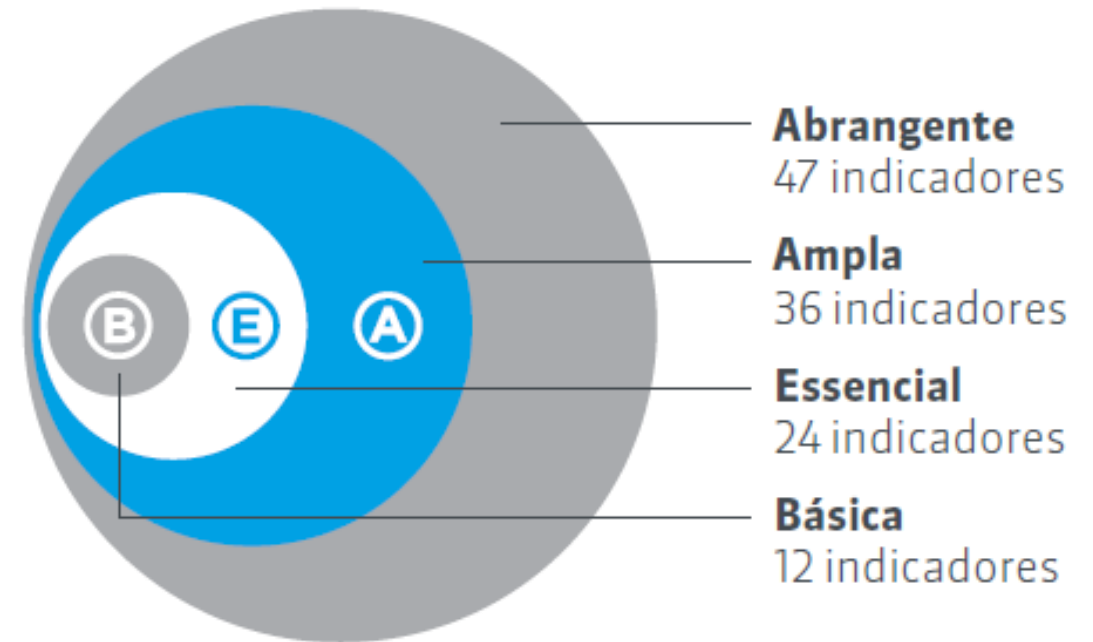 Abrangente
47 indicadores
Ampla
36 indicadores
B E A
Essencial
24 indicadores
Básica
12 indicadores